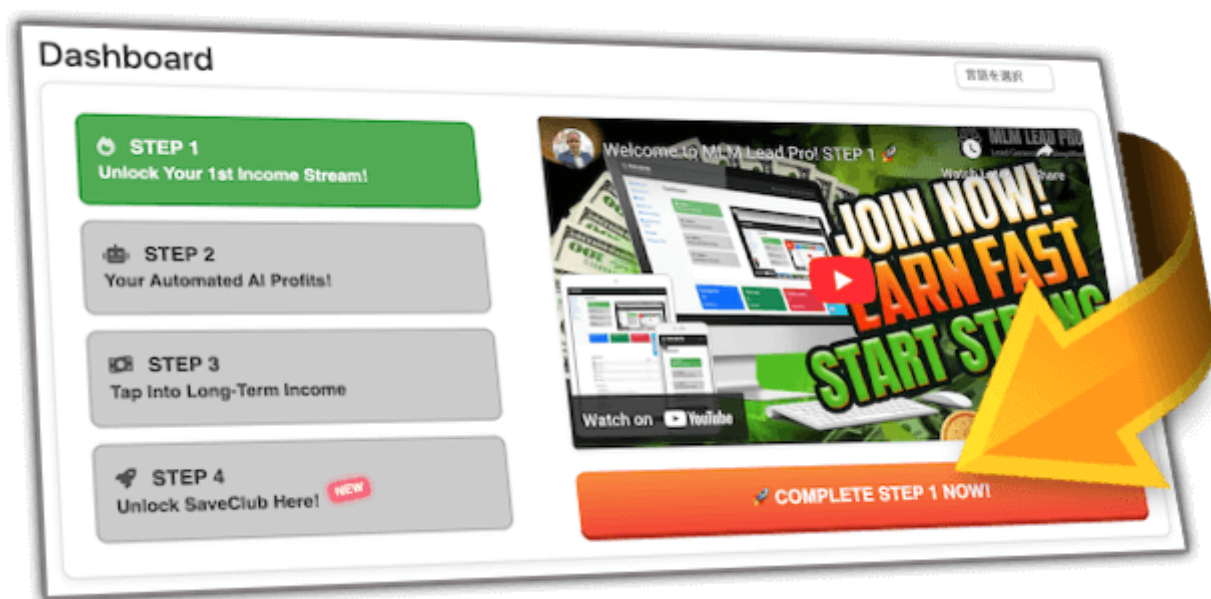 Dashboard
言語を選択
STEP 1
Unlock Your 1st Income Stream!
STEP 2
Your Automated AI Profits!
STEP 3
Tap Into Long-Term Income
STEP 4
Unlock SaveClub Here!
NEW
Welcome to MLM Lead Pro! STEP 1 🚀
MLM LEAD PRO
Share
JOIN NOW!
EARN FAST
START STRONG
Watch on YouTube
🚀 COMPLETE STEP 1 NOW!